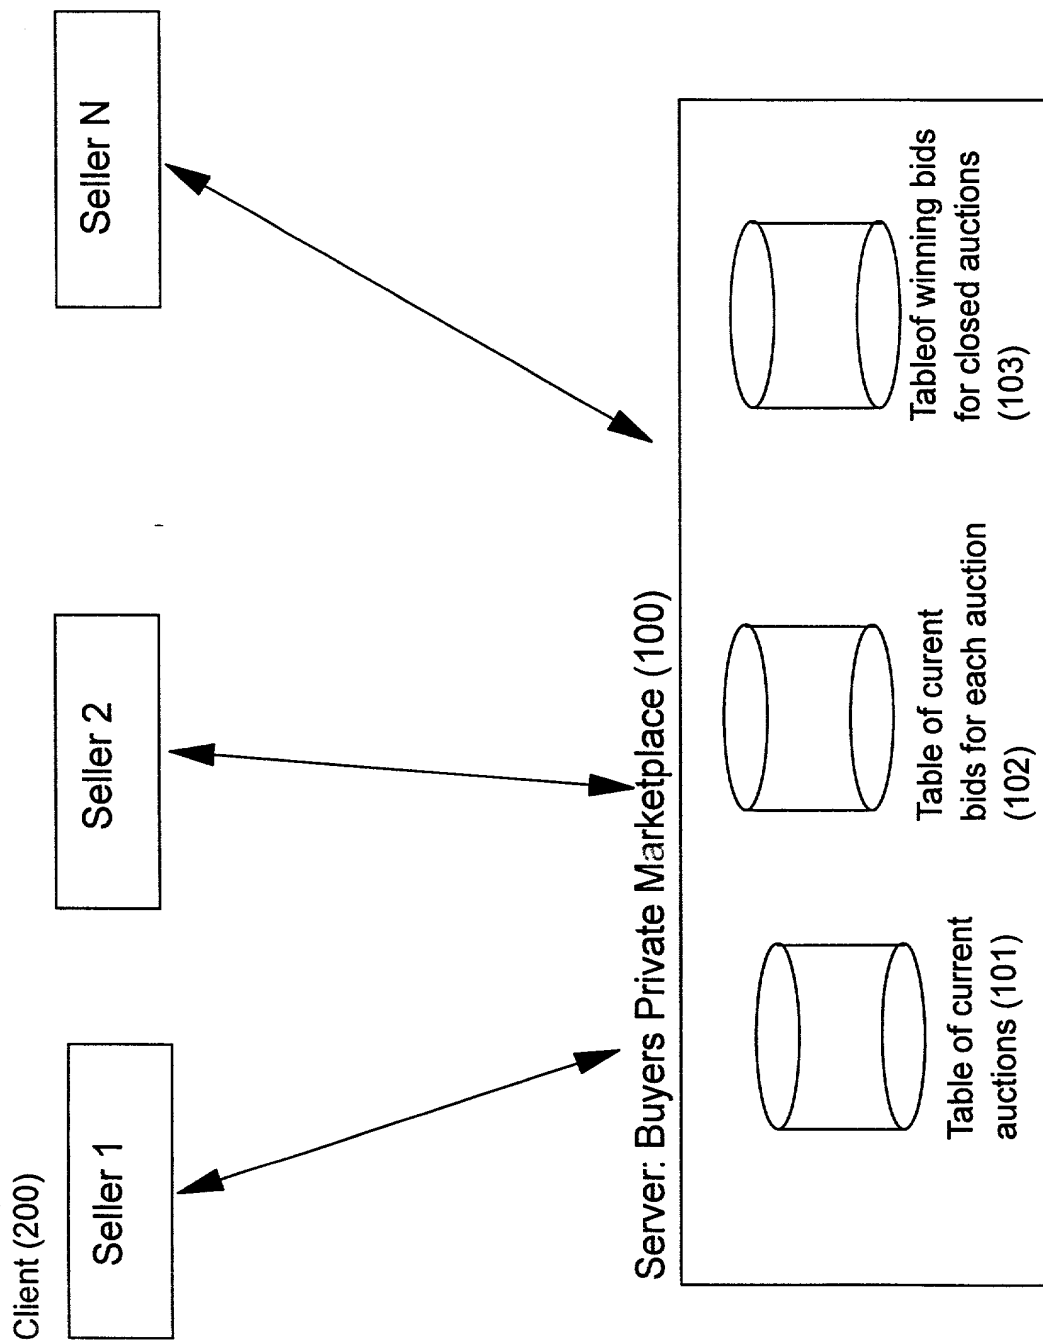 Client (200)
Seller 1
Seller 2
Seller N
Server: Buyers Private Marketplace (100)
Table of current
auctions (101)
Table of curent
bids for each auction
(102)
Tableof winning bids
for closed auctions
(103)